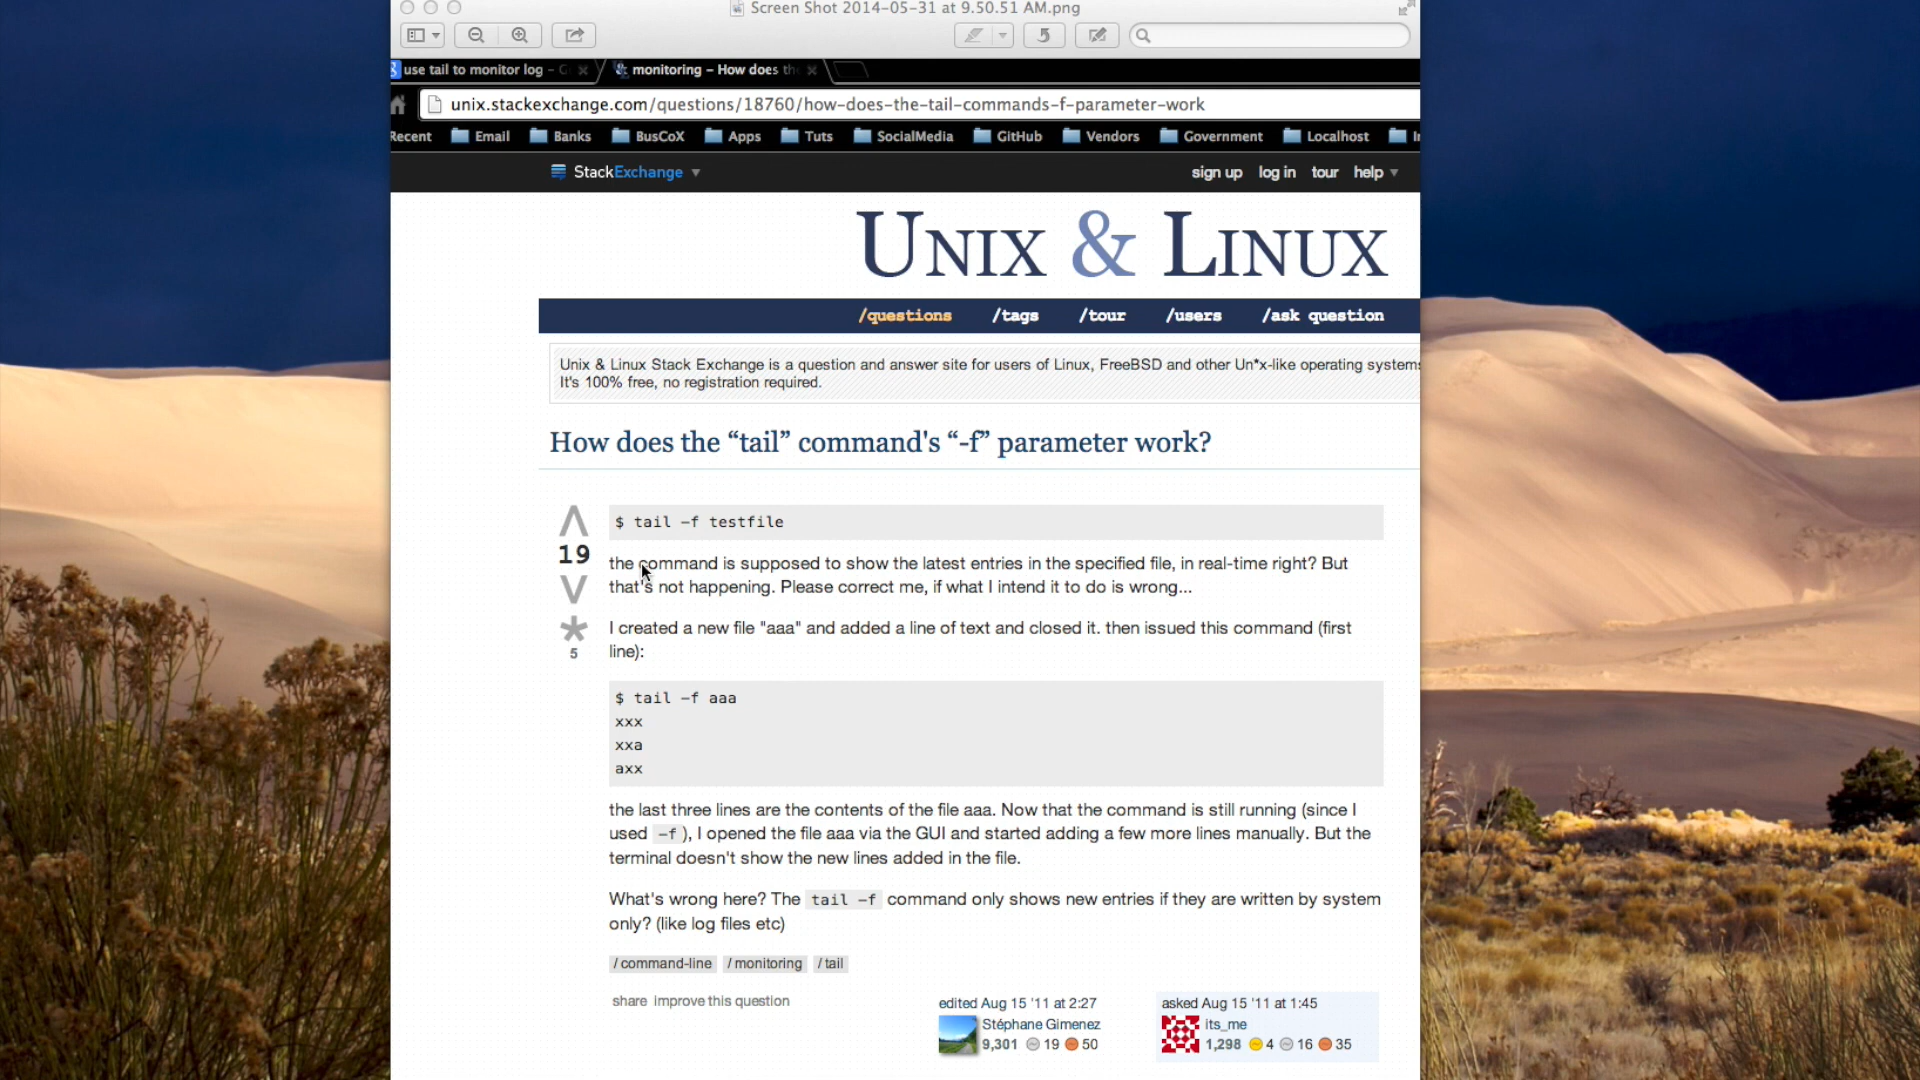 Screen Shot 2014-05-31 at 9.50.51 AM.png
use tail to monitor log –
monitoring – How does
unix.stackexchange.com/questions/18760/how-does-the-tail-commands-f-parameter-work
Recent Email Banks BusCoX Apps Tuts SocialMedia GitHub Vendors Government Localhost
StackExchange sign up log in tour help
UNIX & LINUX
/questions /tags /tour /users /ask question
Unix & Linux Stack Exchange is a question and answer site for users of Linux, FreeBSD and other Un*x-like operating systems
It's 100% free, no registration required.
How does the “tail” command's “-f” parameter work?
$ tail -f testfile
19
the command is supposed to show the latest entries in the specified file, in real-time right? But
that's not happening. Please correct me, if what I intend it to do is wrong...
I created a new file "aaa" and added a line of text and closed it. then issued this command (first
line):
5
$ tail -f aaa
xxx
xxa
axx
the last three lines are the contents of the file aaa. Now that the command is still running (since I
used -f ), I opened the file aaa via the GUI and started adding a few more lines manually. But the
terminal doesn't show the new lines added in the file.
What's wrong here? The tail -f command only shows new entries if they are written by system
only? (like log files etc)
/command-line /monitoring /tail
share improve this question
edited Aug 15 '11 at 2:27
Stéphane Gimenez
9,301 19 50
asked Aug 15 '11 at 1:45
its_me
1,298 4 16 35